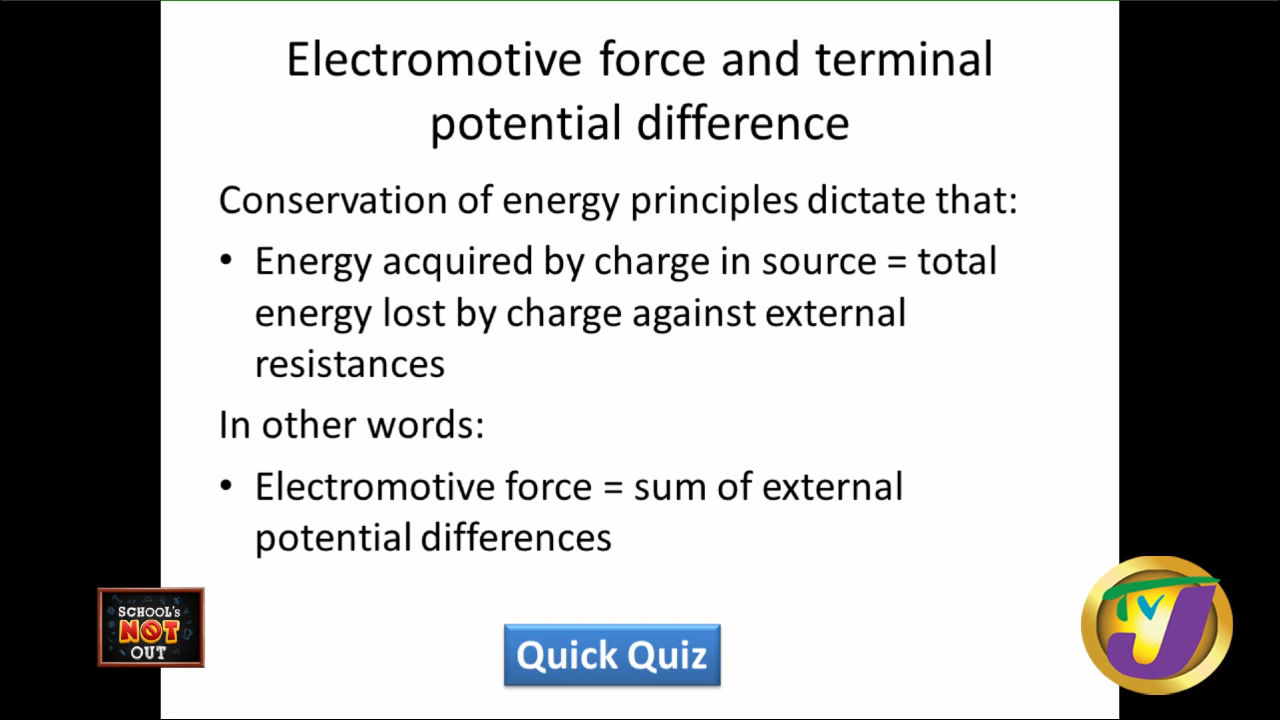 Electromotive force and terminal
potential difference
Conservation of energy principles dictate that:
• Energy acquired by charge in source = total
energy lost by charge against external
resistances
In other words:
• Electromotive force = sum of external
potential differences
SCHOOL'S
NOT
OUT
Quick Quiz
TVJ